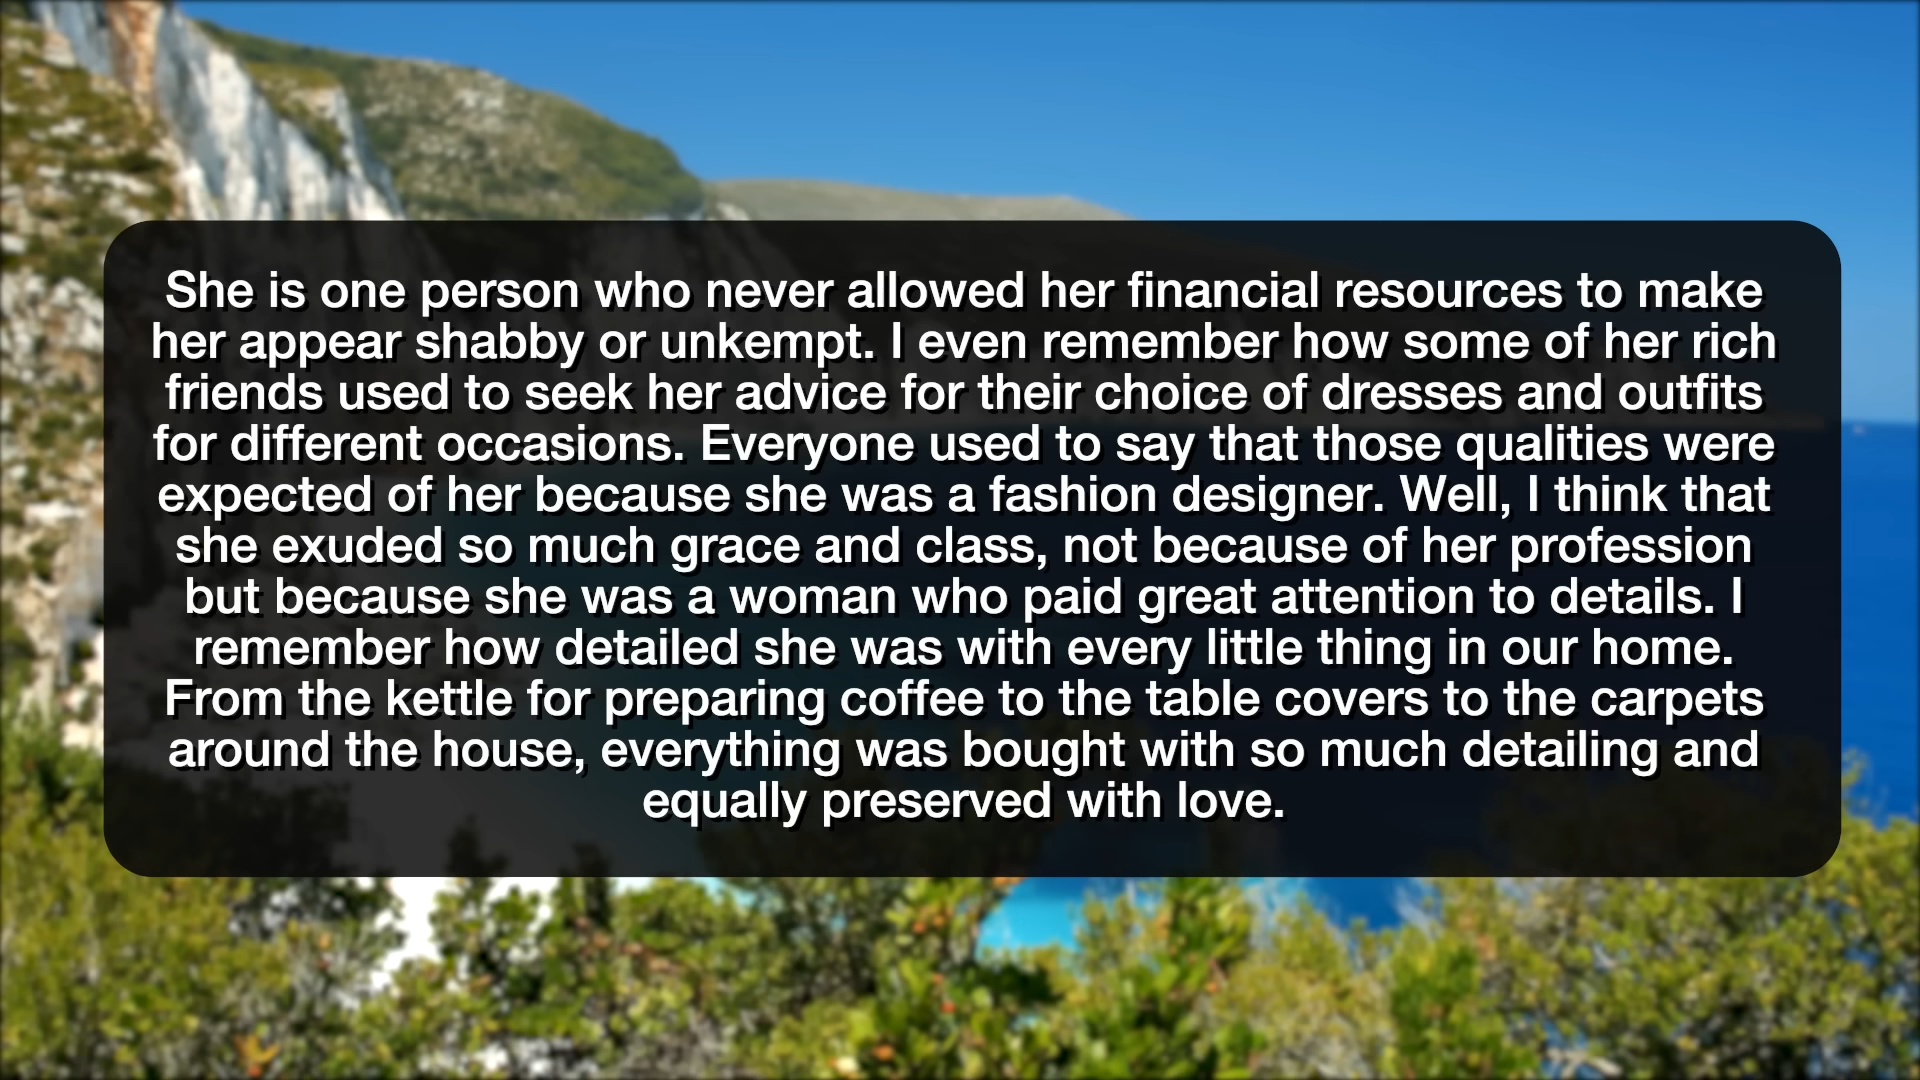 She is one person who never allowed her financial resources to make
her appear shabby or unkempt. I even remember how some of her rich
friends used to seek her advice for their choice of dresses and outfits
for different occasions. Everyone used to say that those qualities were
expected of her because she was a fashion designer. Well, I think that
she exuded so much grace and class, not because of her profession
but because she was a woman who paid great attention to details. I
remember how detailed she was with every little thing in our home.
From the kettle for preparing coffee to the table covers to the carpets
around the house, everything was bought with so much detailing and
equally preserved with love.